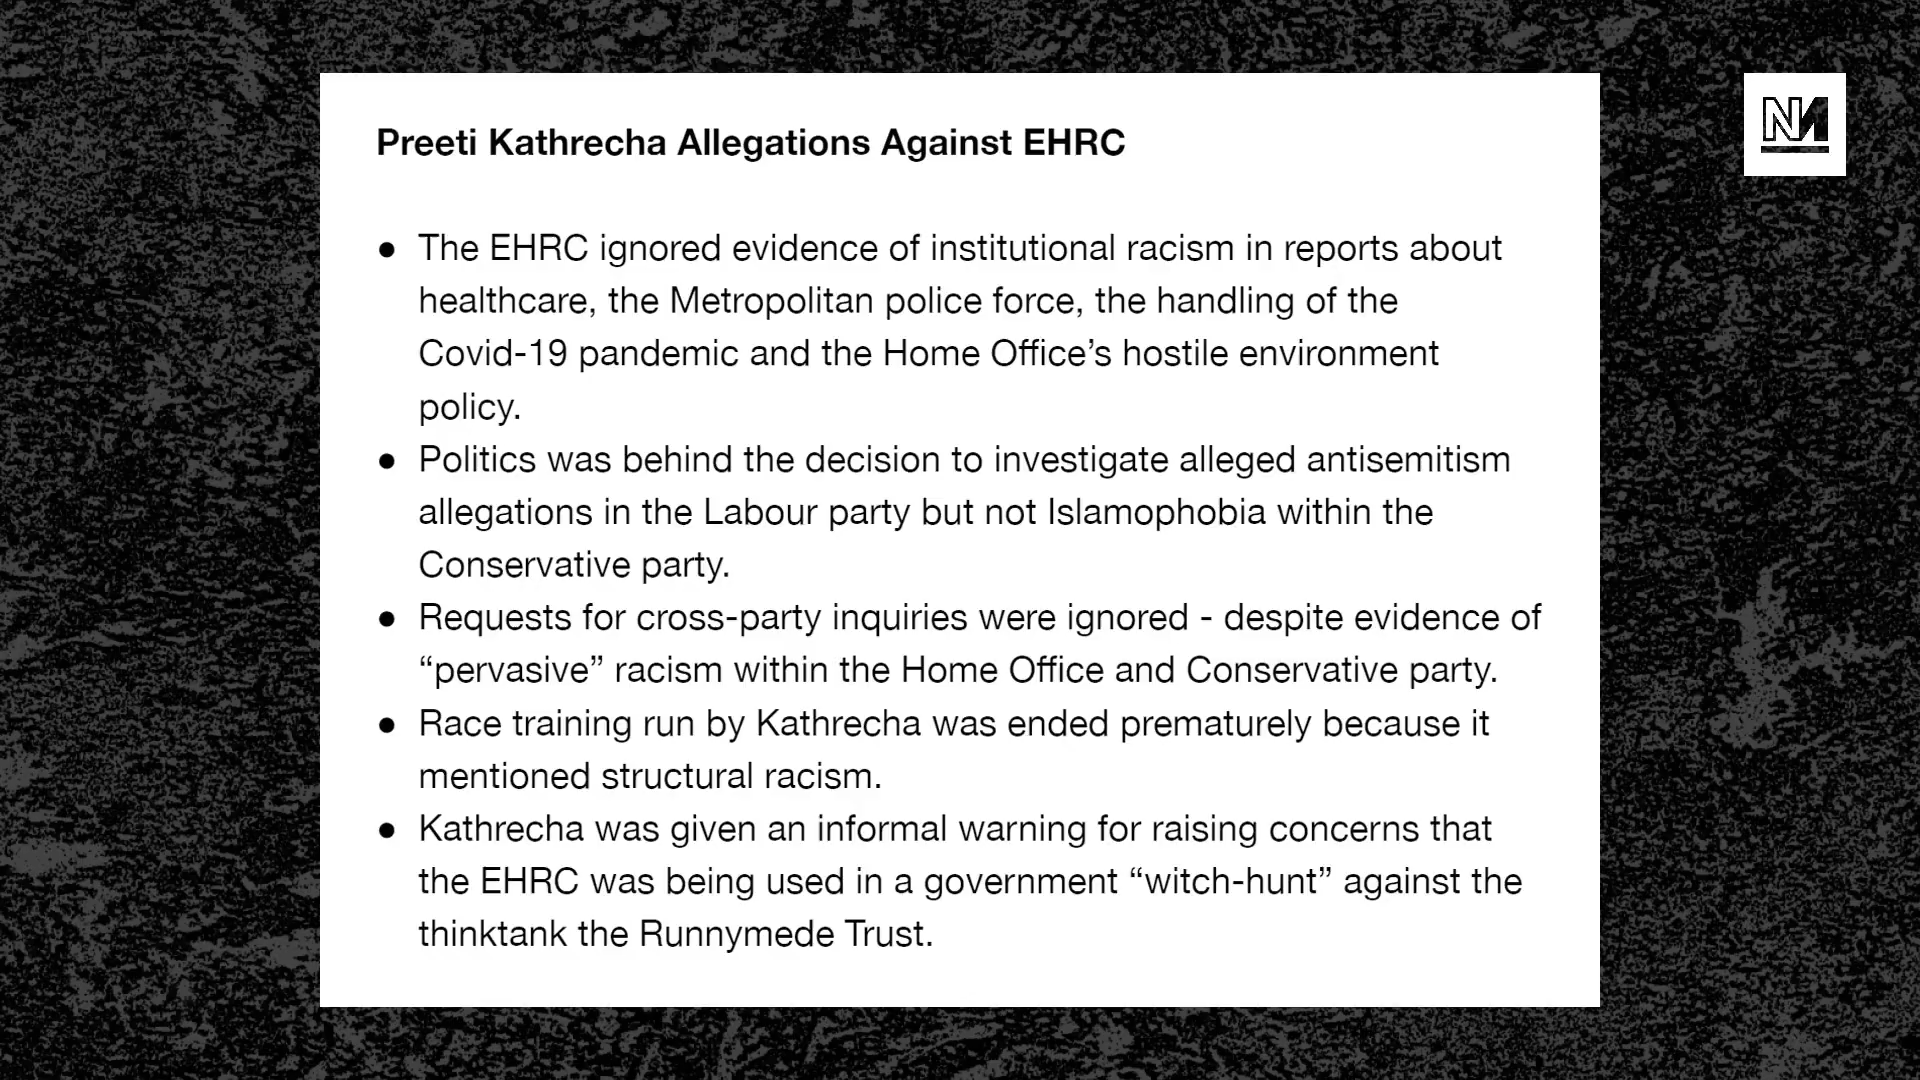 Preeti Kathrecha Allegations Against EHRC
● The EHRC ignored evidence of institutional racism in reports about
healthcare, the Metropolitan police force, the handling of the
Covid-19 pandemic and the Home Office’s hostile environment
policy.
● Politics was behind the decision to investigate alleged antisemitism
allegations in the Labour party but not Islamophobia within the
Conservative party.
● Requests for cross-party inquiries were ignored - despite evidence of
“pervasive” racism within the Home Office and Conservative party.
● Race training run by Kathrecha was ended prematurely because it
mentioned structural racism.
● Kathrecha was given an informal warning for raising concerns that
the EHRC was being used in a government “witch-hunt” against the
thinktank the Runnymede Trust.
NM